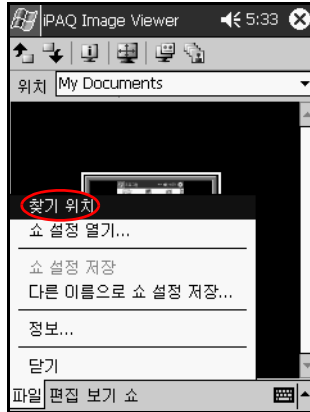 iPAQ Image Viewer 5:33
위치 My Documents
찾기 위치
쇼 설정 열기...
쇼 설정 저장
다른 이름으로 쇼 설정 저장...
정보...
닫기
파일 편집 보기 쇼